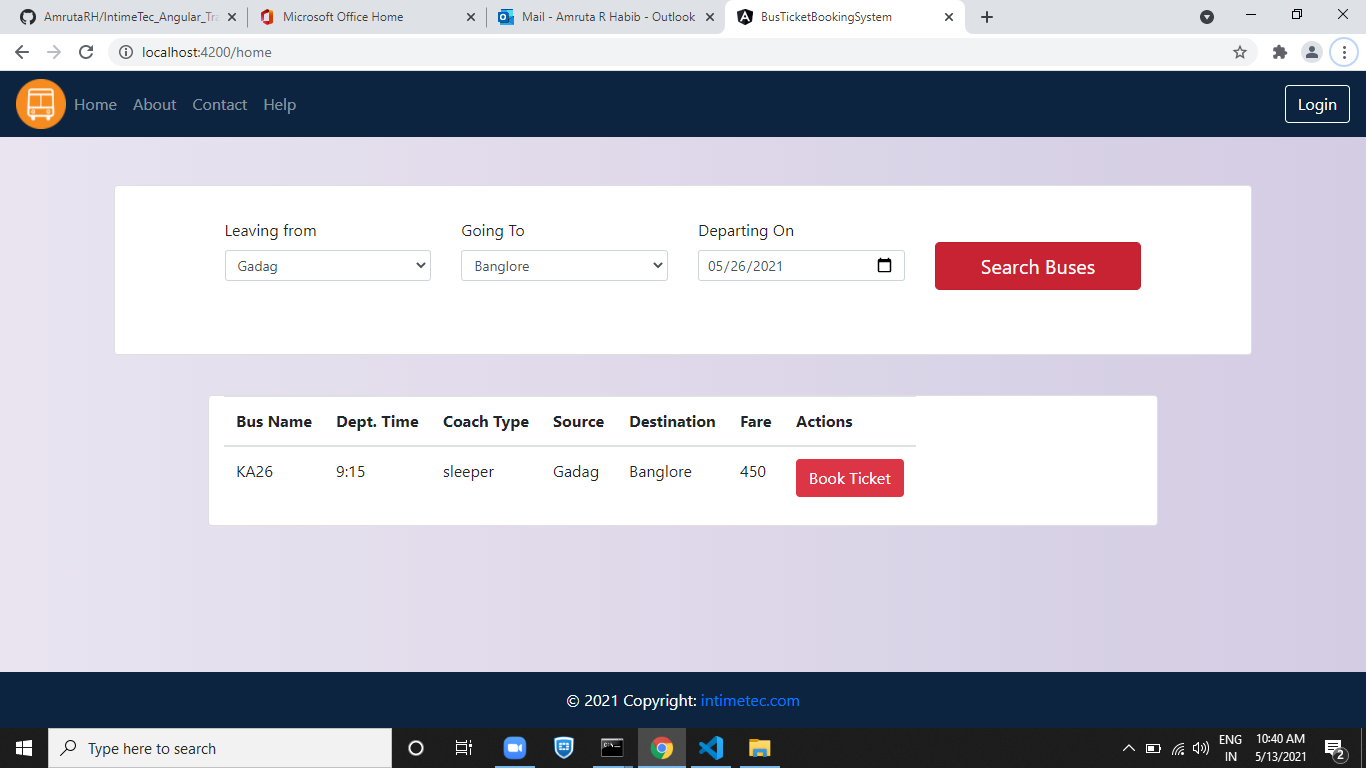 AmrutaRH/IntimeTec_Angular_Tra
Microsoft Office Home
Mail - Amruta R Habib - Outlook
BusTicketBookingSystem
localhost:4200/home
Home About Contact Help
Login
Leaving from
Going To
Departing On
Gadag
Banglore
05/26/2021
Search Buses
Bus Name Dept. Time Coach Type Source Destination Fare Actions
KA26 9:15 sleeper Gadag Banglore 450 Book Ticket
© 2021 Copyright: intimetec.com
Type here to search
ENG
IN
10:40 AM
5/13/2021
2